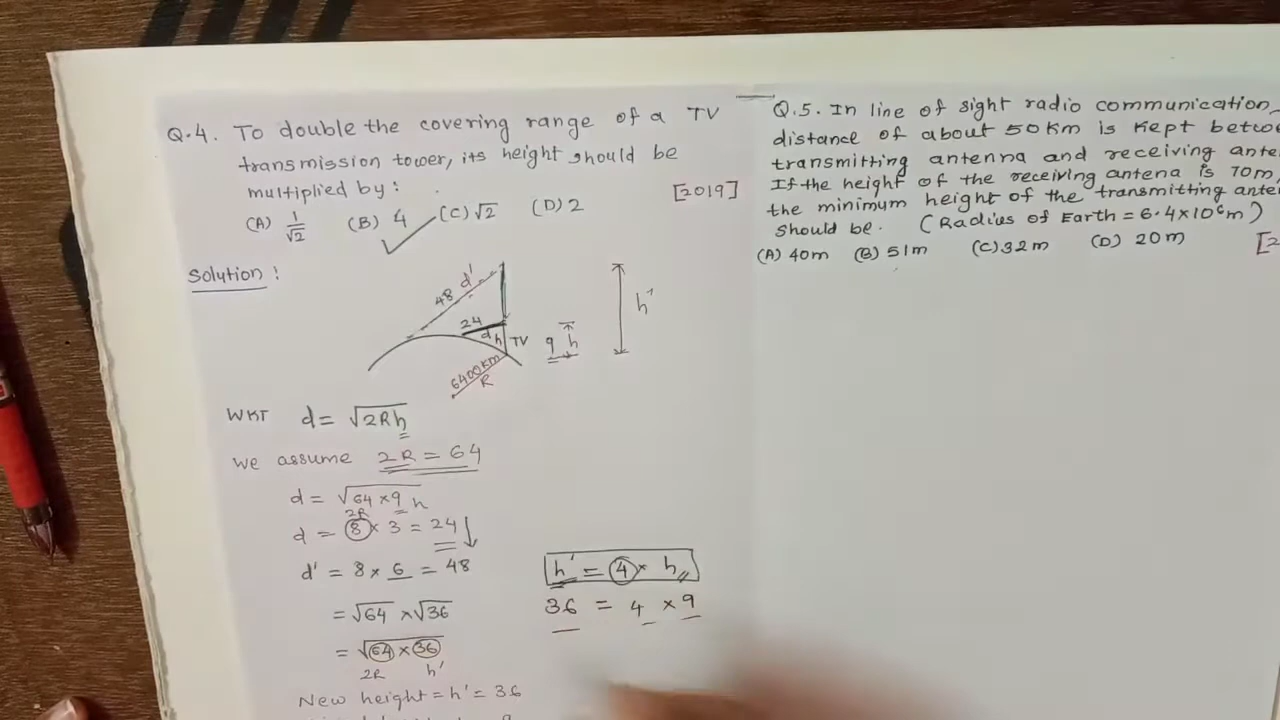 Q.4. To double the covering range of a TV
transmission tower, its height should be
multiplied by :
[2019]
(A) 1/√2 (B) 4 (C) √2 (D) 2
Solution :
48 d'
24
d h TV
6400km
R
9 h
h'
WKT d = √2Rh
We assume 2R = 64
d = √64 × 9 h
2R
d = 8 × 3 = 24
d' = 8 × 6 = 48
= √64 × √36
= √64 × 36
2R h'
New height = h' = 36
h' = 4 × h
36 = 4 × 9
Q.5. In line of sight radio communication,
distance of about 50km is kept
transmitting antenna and receiving
If the height of the receiving antena is 70m,
the minimum height of the transmitting
should be. (Radius of Earth = 6.4×10⁶m)
(A) 40m (B) 51m (C) 32m (D) 20m